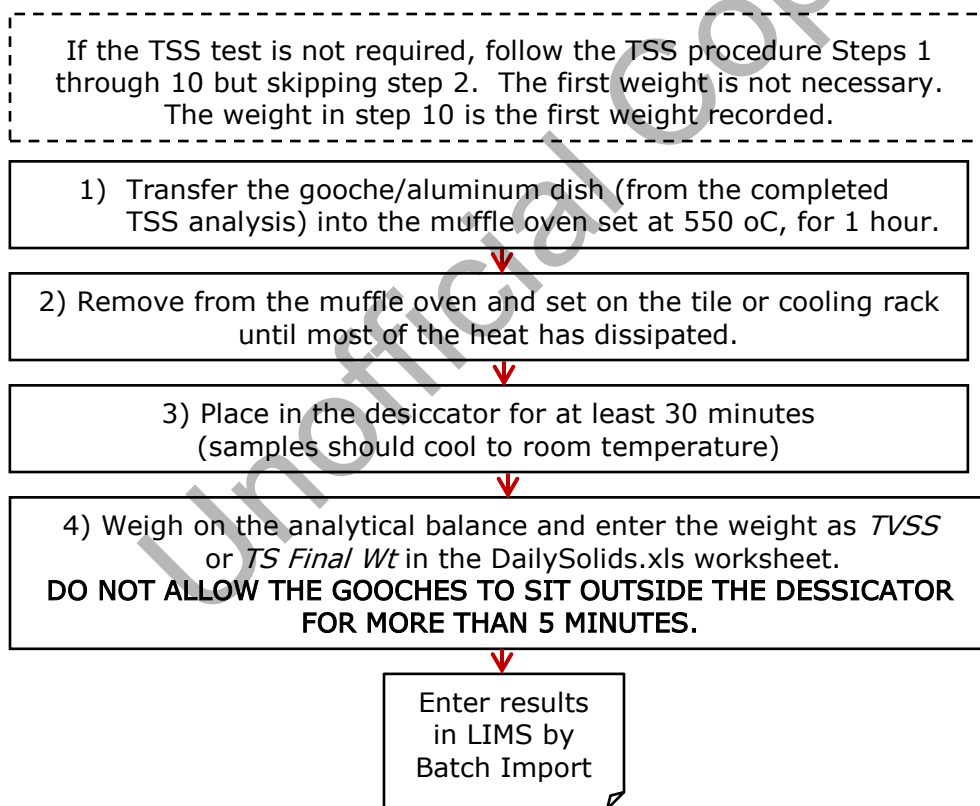 If the TSS test is not required, follow the TSS procedure Steps 1
through 10 but skipping step 2. The first weight is not necessary.
The weight in step 10 is the first weight recorded.
1) Transfer the gooche/aluminum dish (from the completed
TSS analysis) into the muffle oven set at 550 oC, for 1 hour.
2) Remove from the muffle oven and set on the tile or cooling rack
until most of the heat has dissipated.
3) Place in the desiccator for at least 30 minutes
(samples should cool to room temperature)
4) Weigh on the analytical balance and enter the weight as TVSS
or TS Final Wt in the DailySolids.xls worksheet.
DO NOT ALLOW THE GOOCHES TO SIT OUTSIDE THE DESSICATOR
FOR MORE THAN 5 MINUTES.
Enter results
in LIMS by
Batch Import
Unofficial Cop